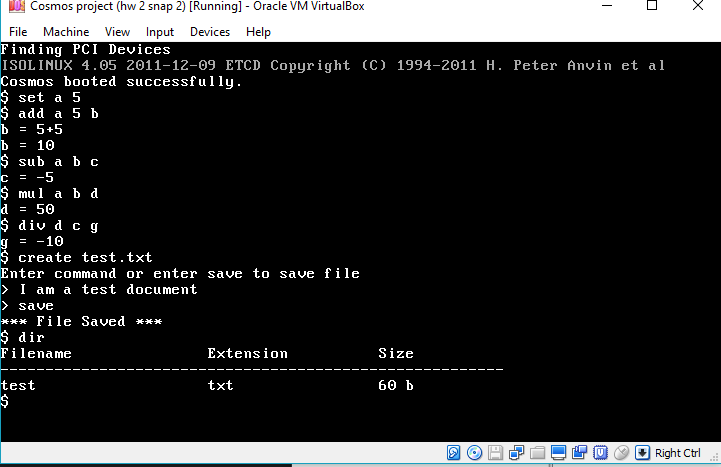 Cosmos project (hw 2 snap 2) [Running] - Oracle VM VirtualBox
File Machine View Input Devices Help
Finding PCI Devices
ISOLINUX 4.05 2011-12-09 ETCD Copyright (C) 1994-2011 H. Peter Anvin et al
Cosmos booted successfully.
$ set a 5
$ add a 5 b
b = 5+5
b = 10
$ sub a b c
c = -5
$ mul a b d
d = 50
$ div d c g
g = -10
$ create test.txt
Enter command or enter save to save file
> I am a test document
> save
*** File Saved ***
$ dir
Filename Extension Size
--------------------------------------------------------
test txt 60 b
$
Right Ctrl